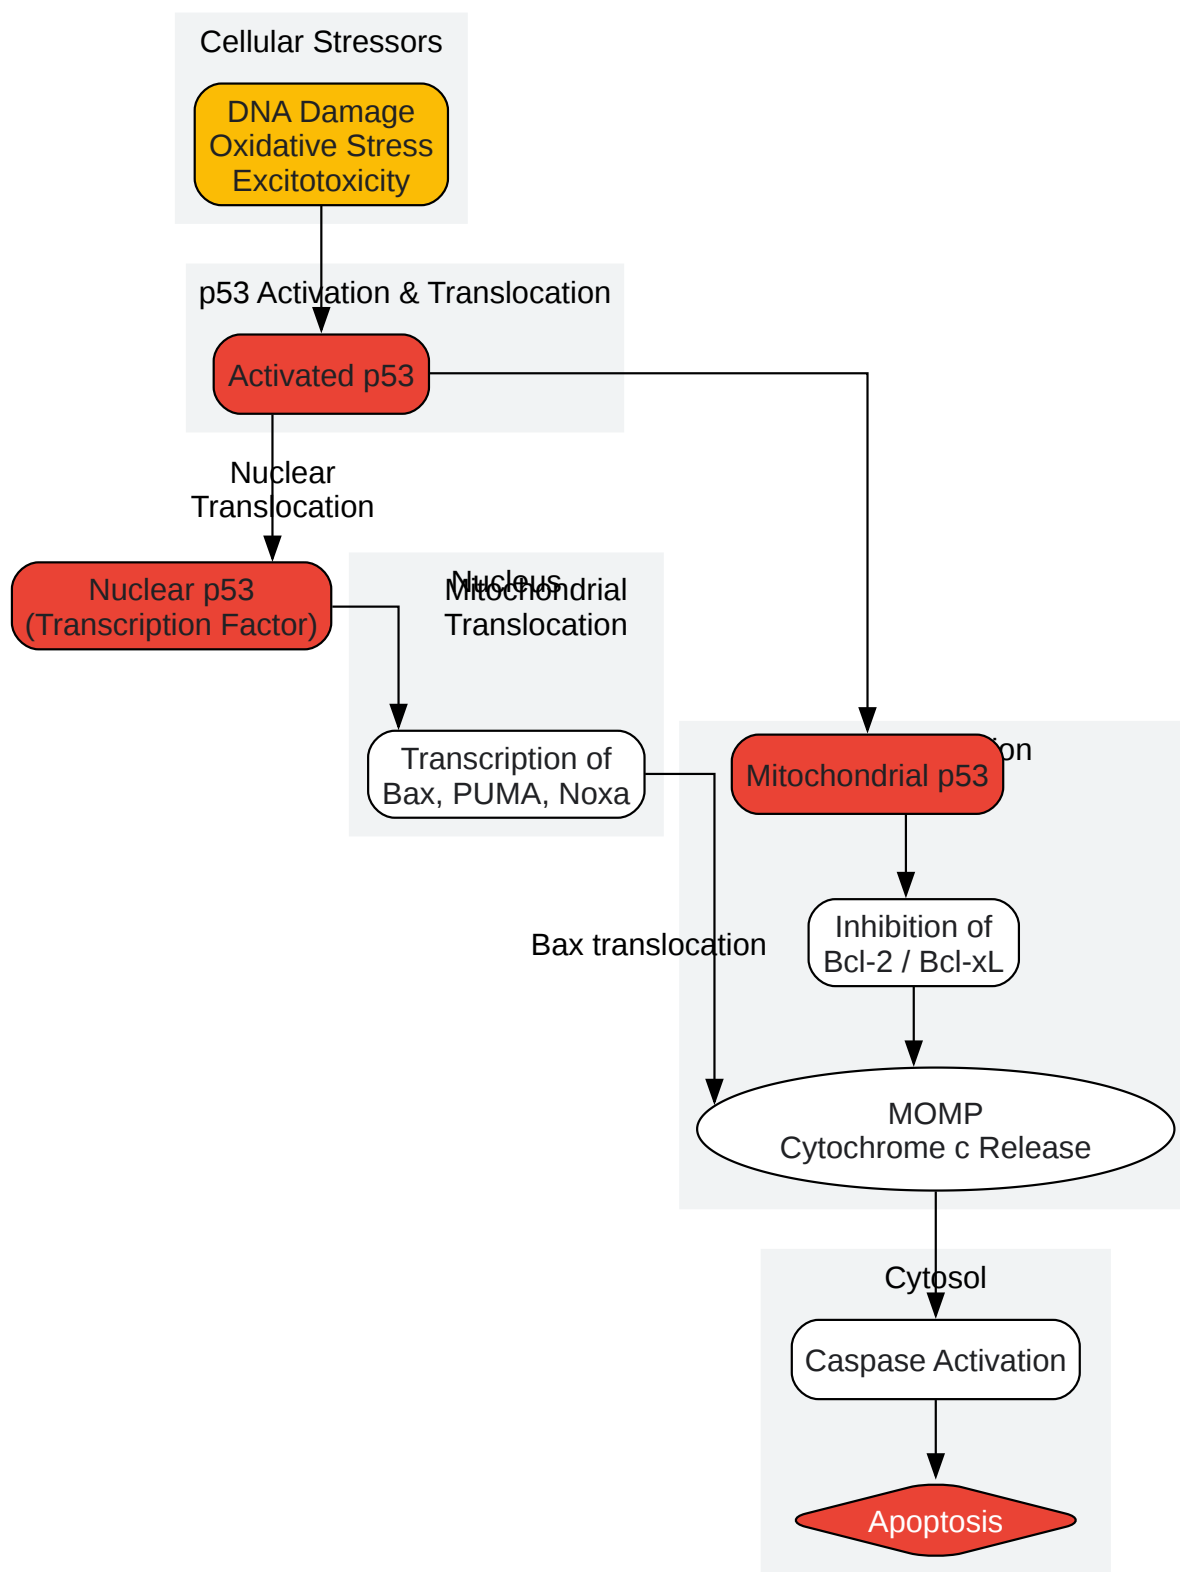 Cellular Stressors
DNA Damage
Oxidative Stress
Excitotoxicity
p53 Activation & Translocation
Activated p53
Nuclear
Translocation
Nuclear p53
(Transcription Factor)
Nucleus
Mitochondrial
Translocation
Transcription of
Bax, PUMA, Noxa
Mitochondrial p53
Bax translocation
Inhibition of
Bcl-2 / Bcl-xL
MOMP
Cytochrome c Release
Cytosol
Caspase Activation
Apoptosis